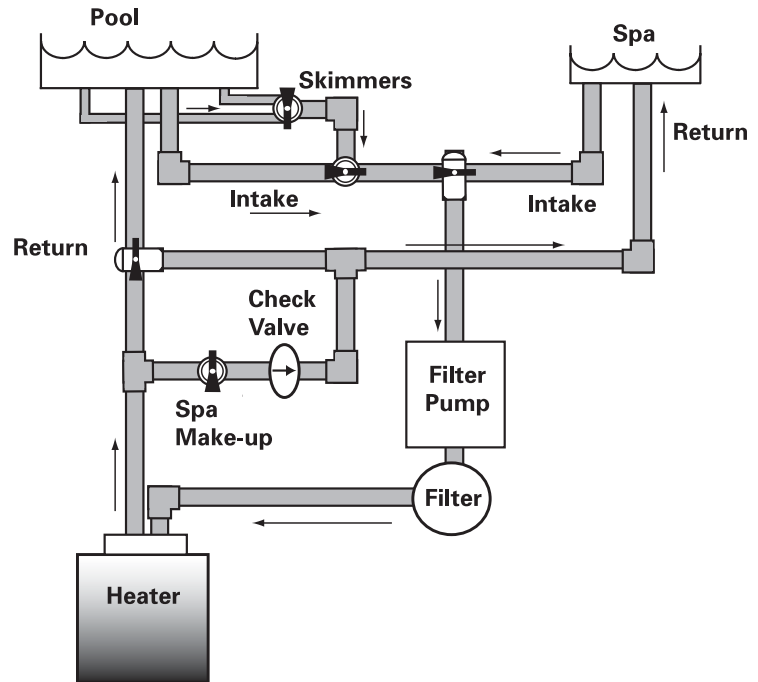 Pool
Spa
Skimmers
Return
Intake
Intake
Return
Check
Valve
Filter
Pump
Spa
Make-up
Filter
Heater